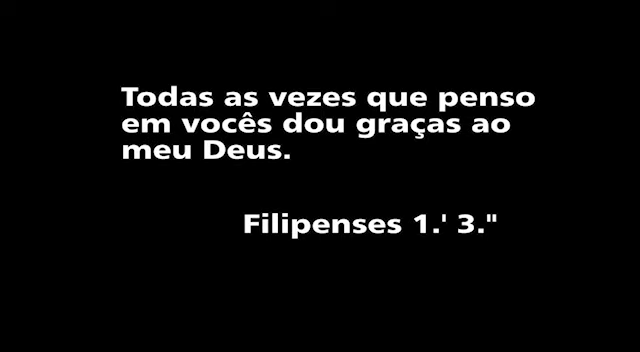 Todas as vezes que penso
em vocês dou graças ao
meu Deus.
Filipenses 1.' 3."